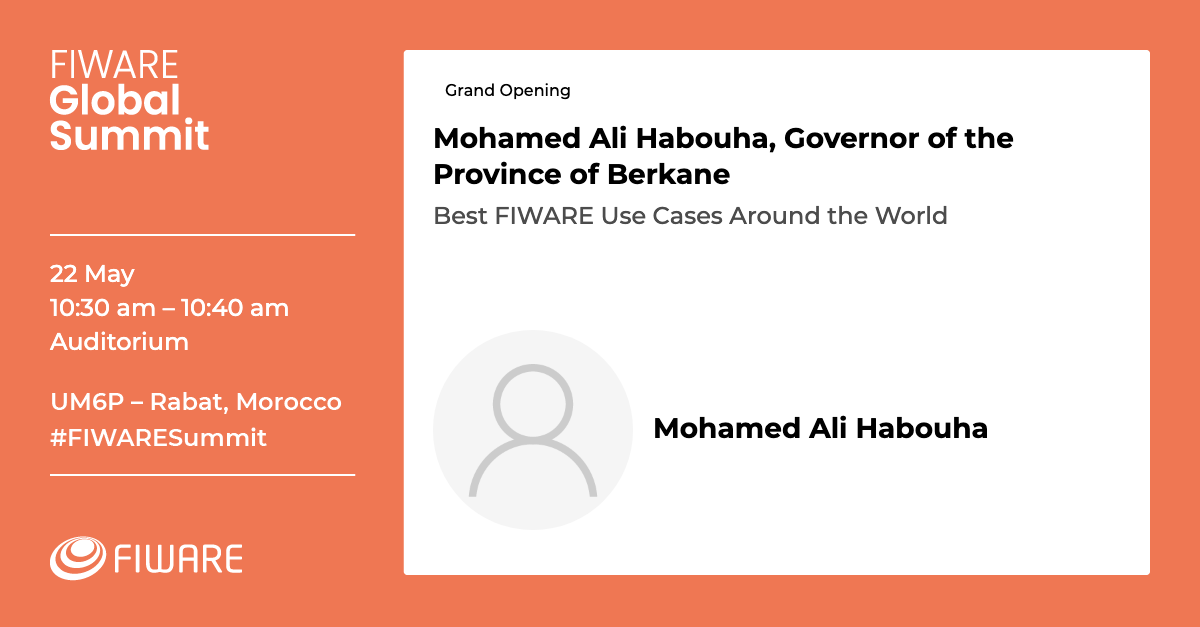 FIWARE
Global
Summit
22 May
10:30 am – 10:40 am
Auditorium
UM6P – Rabat, Morocco
#FIWARESummit
FIWARE
Grand Opening
Mohamed Ali Habouha, Governor of the
Province of Berkane
Best FIWARE Use Cases Around the World
Mohamed Ali Habouha